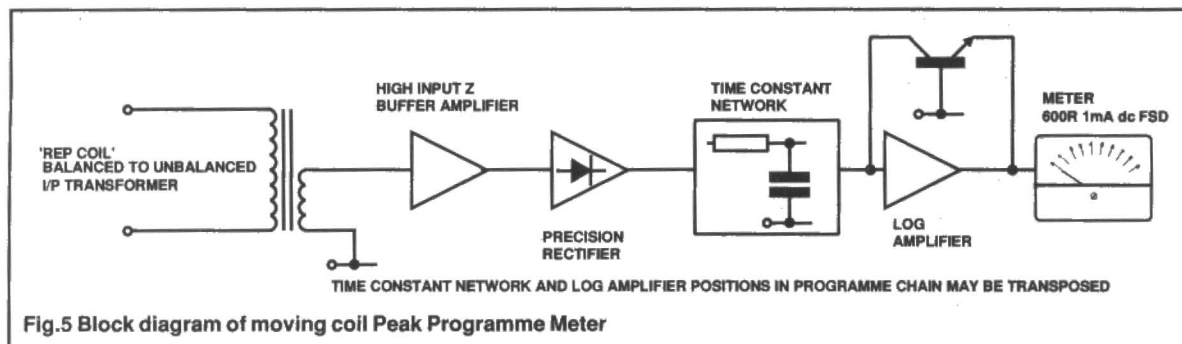 'REP COIL'
BALANCED TO UNBALANCED
I/P TRANSFORMER
HIGH INPUT Z
BUFFER AMPLIFIER
PRECISION
RECTIFIER
TIME CONSTANT
NETWORK
LOG
AMPLIFIER
METER
600R 1mA dc FSD
TIME CONSTANT NETWORK AND LOG AMPLIFIER POSITIONS IN PROGRAMME CHAIN MAY BE TRANSPOSED
Fig.5 Block diagram of moving coil Peak Programme Meter